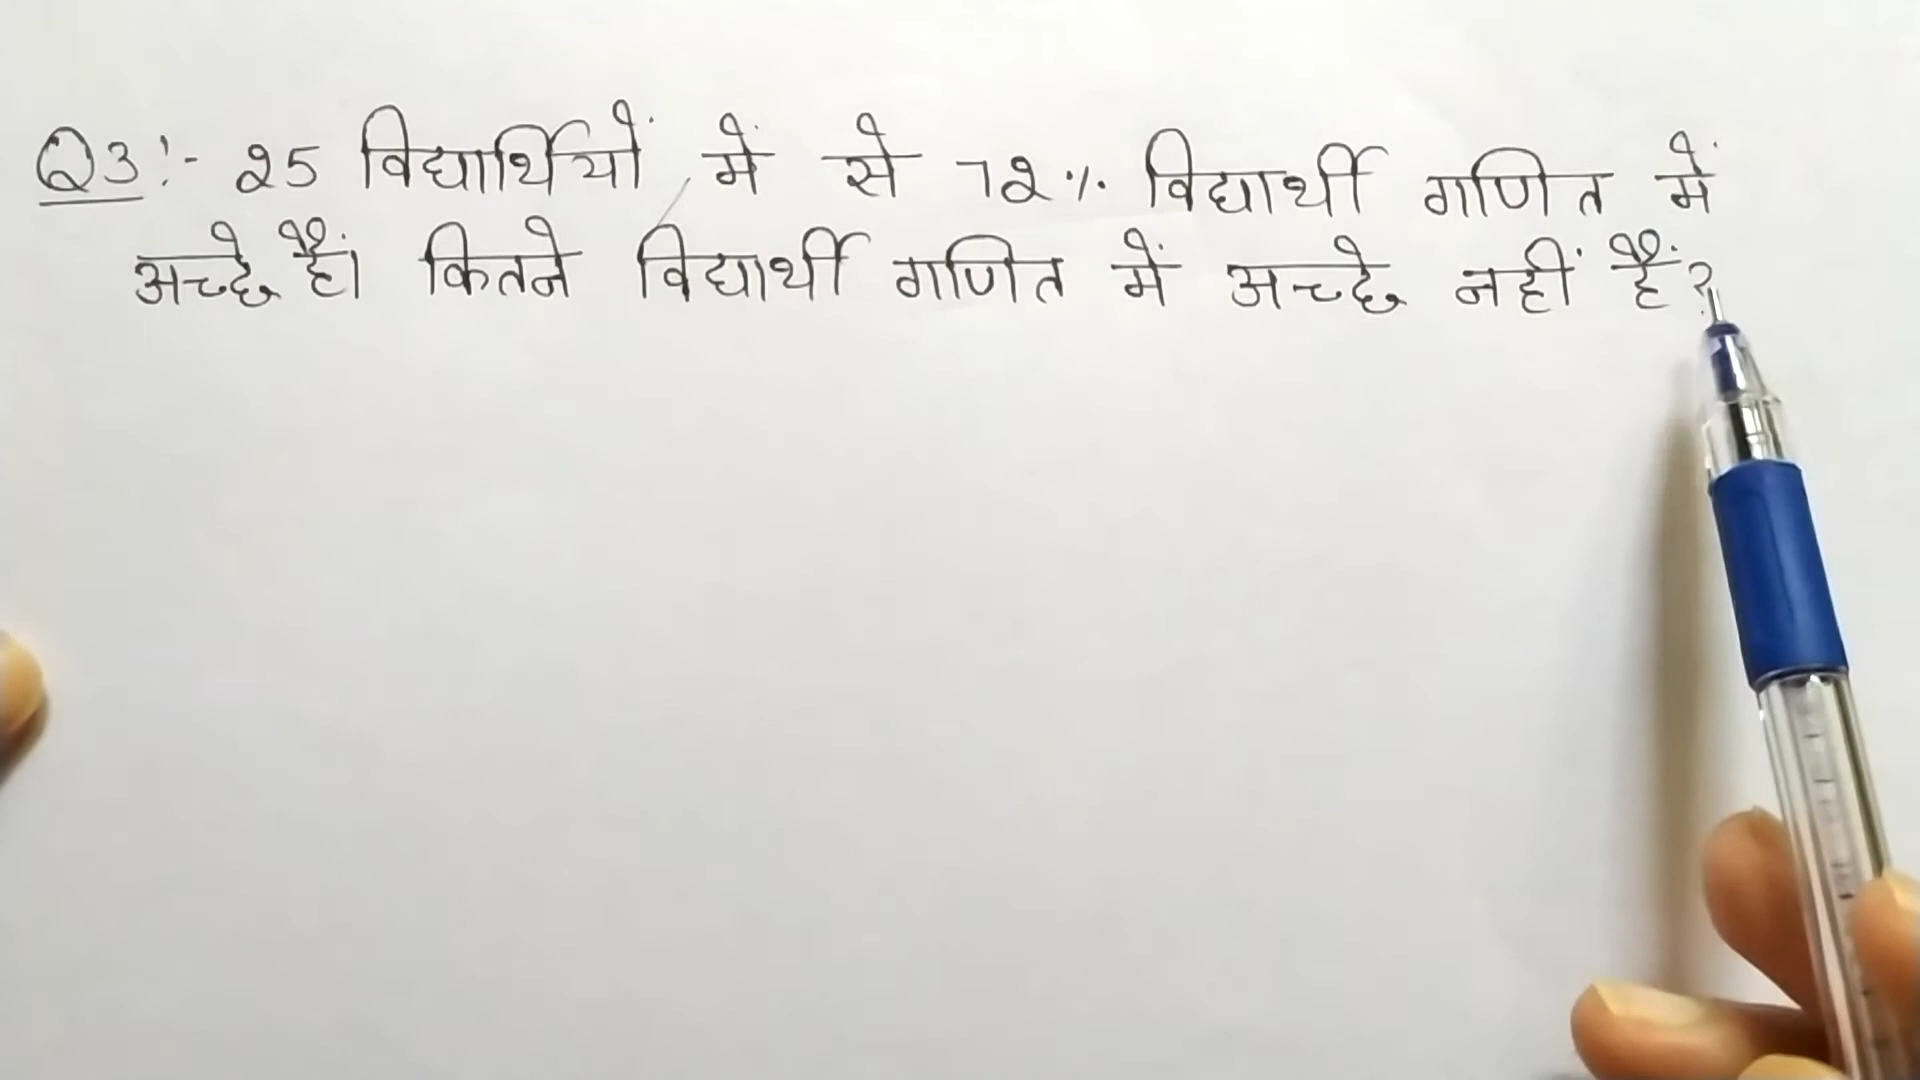 Q3:- 25 विद्यार्थियों में से 72% विद्यार्थी गणित में
अच्छे हैं। कितने विद्यार्थी गणित में अच्छे नहीं हैं?